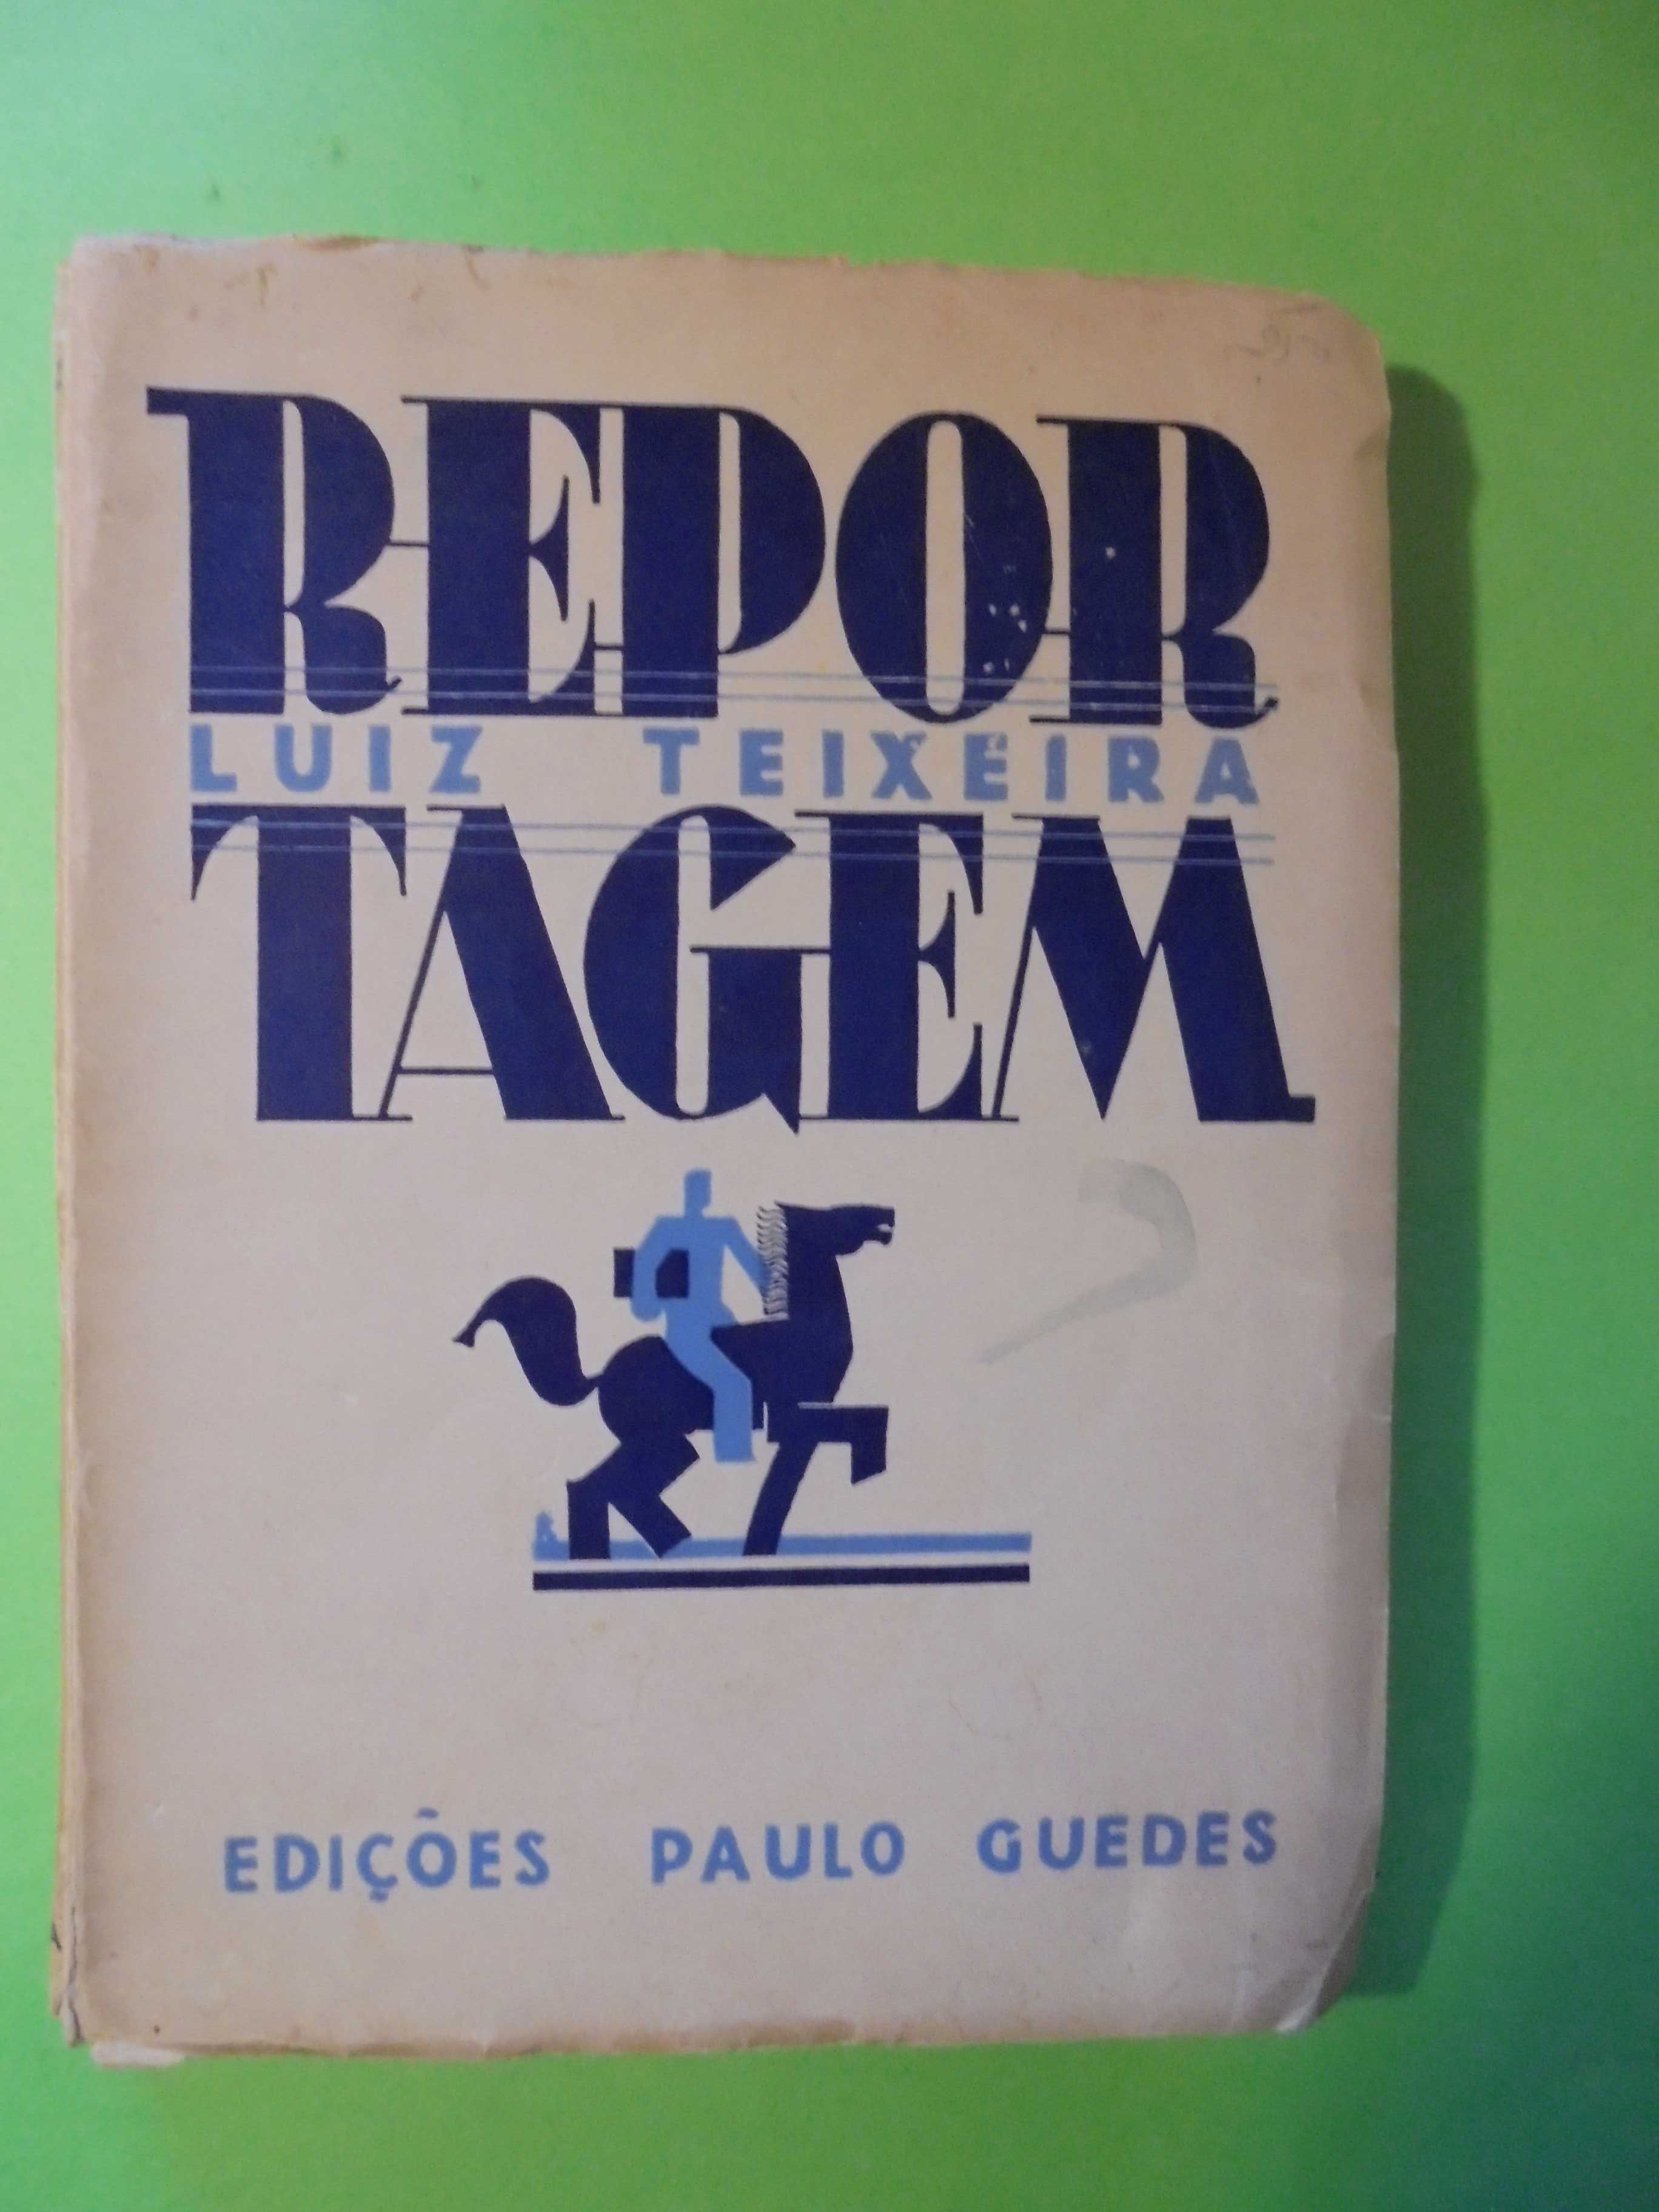 REPOR
LUIZ TEIXEIRA
TAGEM
EDIÇÕES PAULO GUEDES